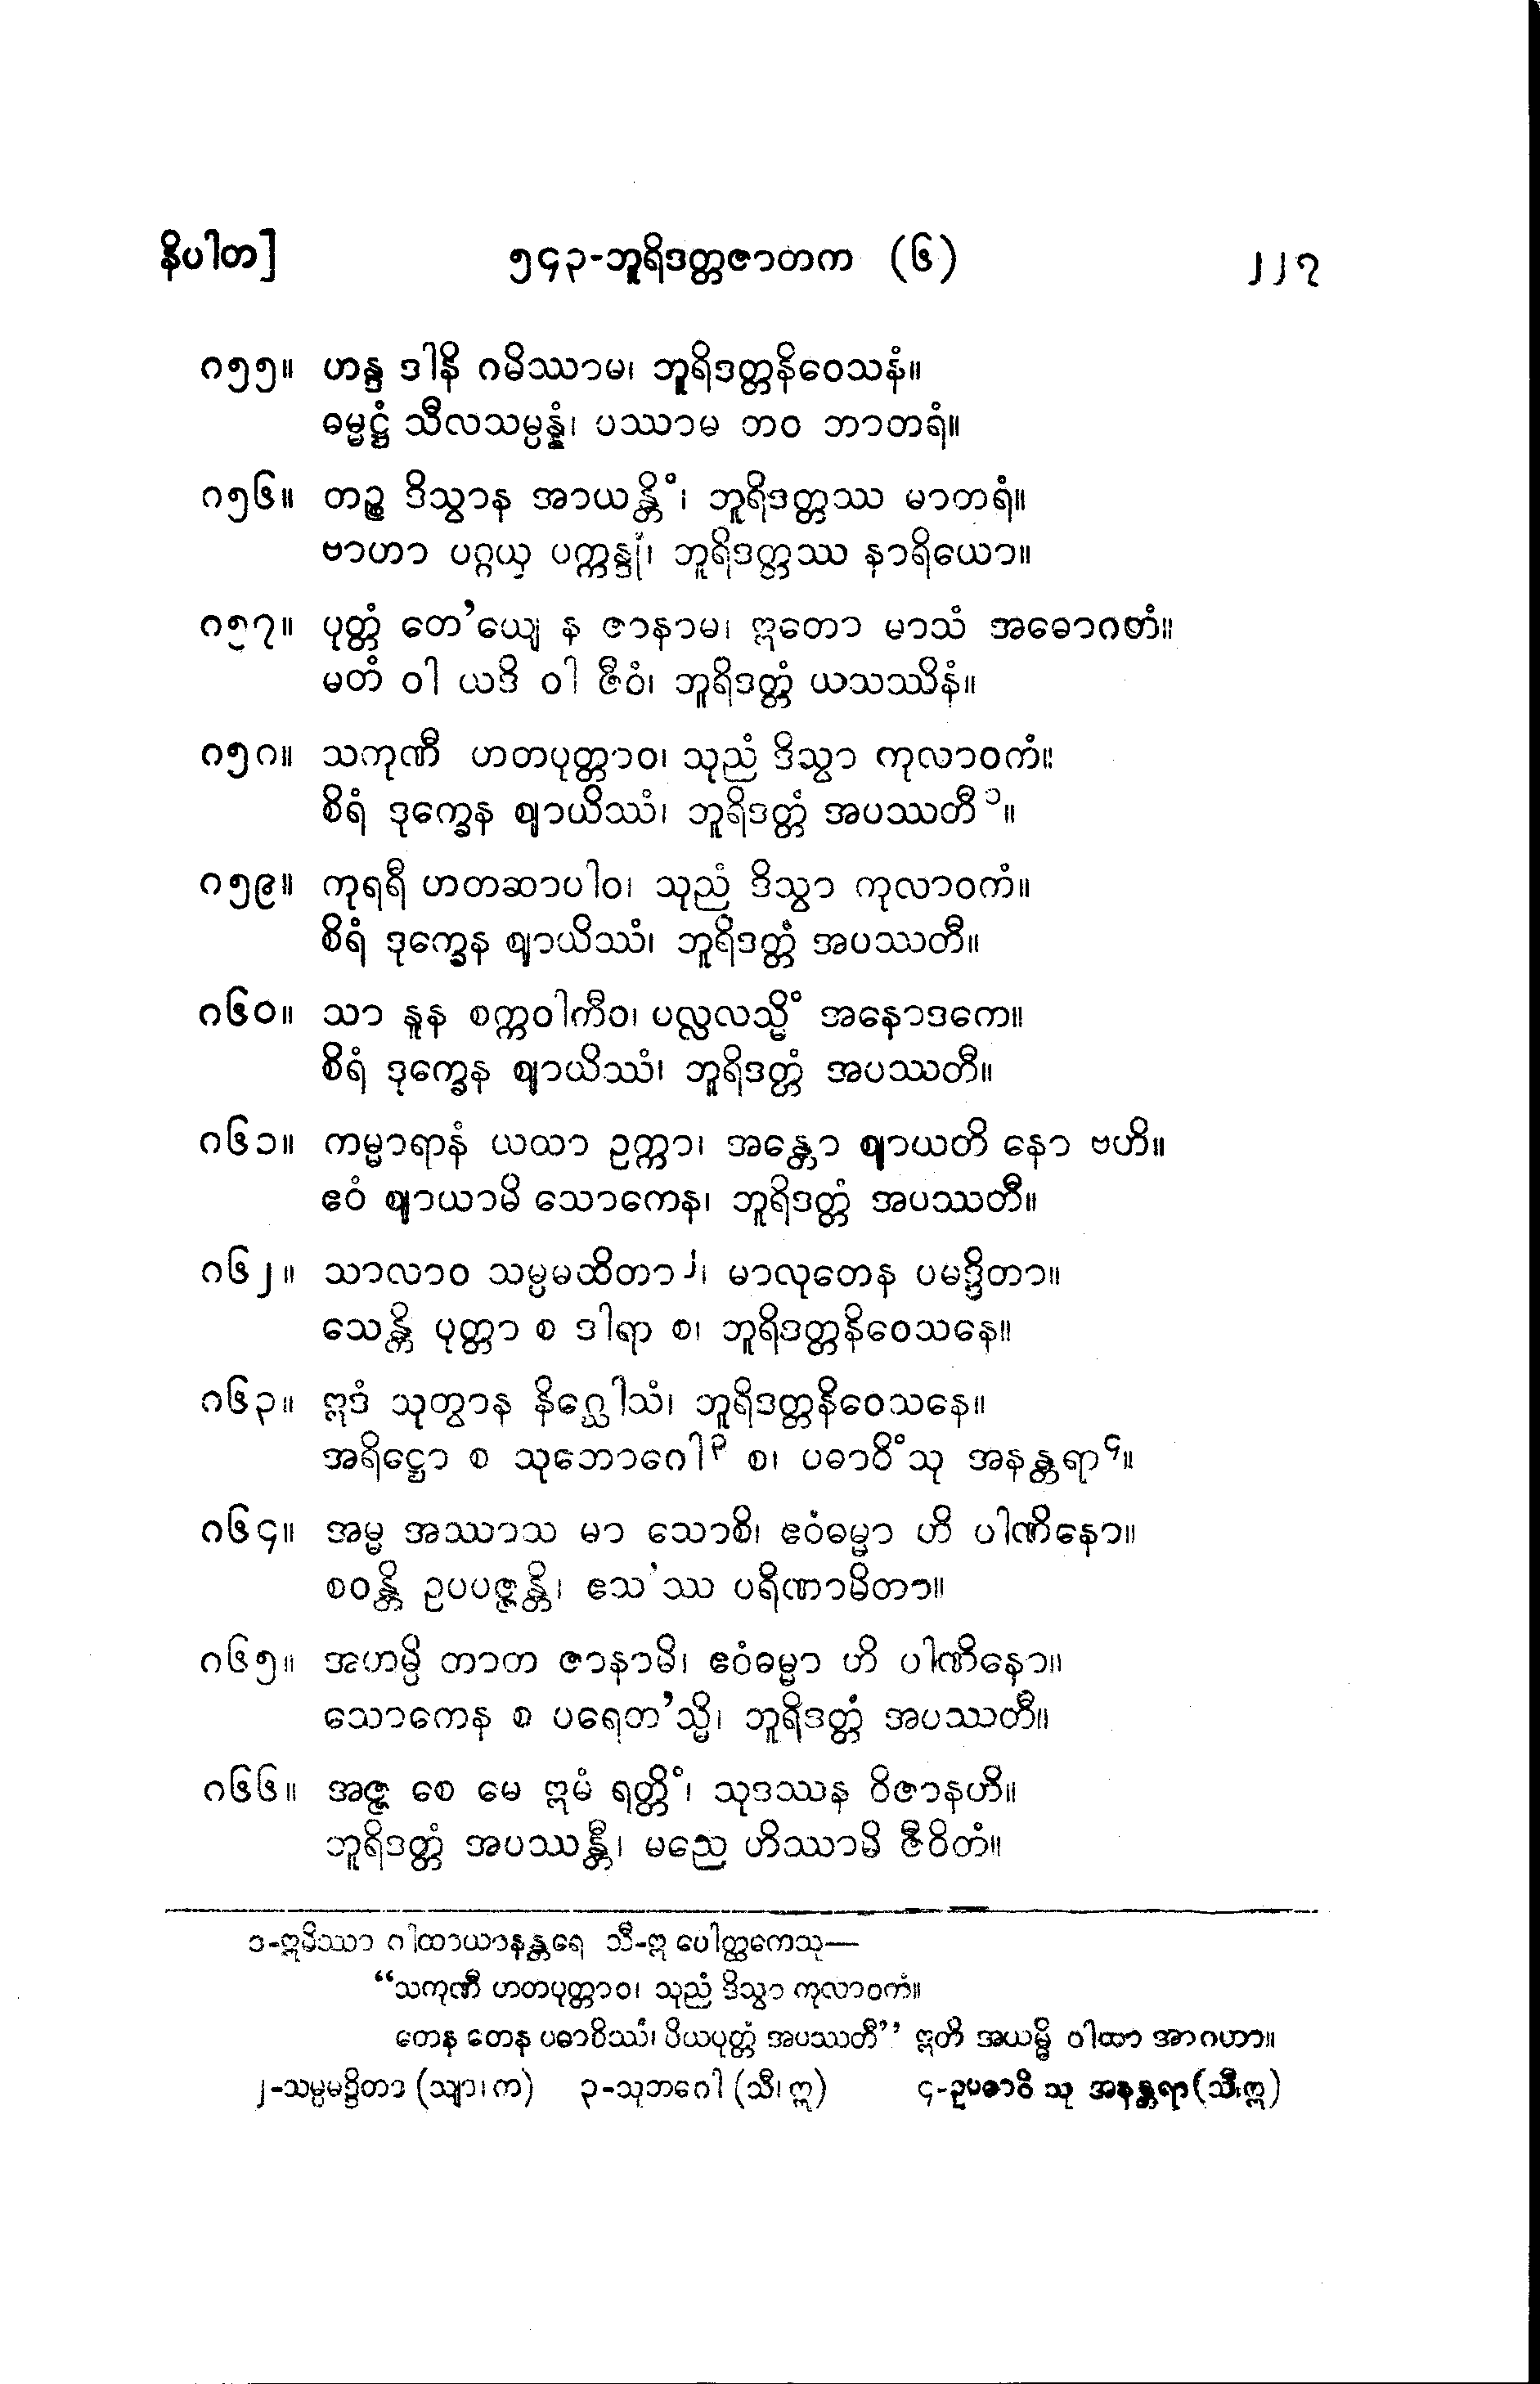 နိပါတ] ၅၄၃-ဘူရိဒတ္တဇာတက (၆) ၂၂၇
၈၅၅။ ဟန္ဒ ဒါနိ ဂမိဿာမ၊ ဘူရိဒတ္တနိဝေသနံ။
ဓမ္မဋ္ဌံ သီလသမ္ပန္နံ၊ ပဿာမ တဝ ဘာတရံ။
၈၅၆။ တဉ္စ ဒိသွာန အာယန္တိံ၊ ဘူရိဒတ္တဿ မာတရံ။
ဗာဟာ ပဂ္ဂယှ ပက္ကန္ဒုံ၊ ဘူရိဒတ္တဿ နာရိယော။
၈၅၇။ ပုတ္တံ တေ’ယျေ န ဇာနာမ၊ ဣတော မာသံ အဓောဂတံ။
မတံ ဝါ ယဒိ ဝါ ဇီဝံ၊ ဘူရိဒတ္တံ ယသဿိနံ။
၈၅၈။ သကုဏီ ဟတပုတ္တာဝ၊ သုညံ ဒိသွာ ကုလာဝကံ။
စိရံ ဒုက္ခေန ဈာယိဿံ၊ ဘူရိဒတ္တံ အပဿတီ ၁။
၈၅၉။ ကုရရီ ဟတဆာပါဝ၊ သုညံ ဒိသွာ ကုလာဝကံ။
စိရံ ဒုက္ခေန ဈာယိဿံ၊ ဘူရိဒတ္တံ အပဿတီ။
၈၆၀။ သာ နူန စက္ကဝါကီဝ၊ ပလ္လလသ္မိံ အနောဒကေ။
စိရံ ဒုက္ခေန ဈာယိဿံ၊ ဘူရိဒတ္တံ အပဿတီ။
၈၆၁။ ကမ္မာရာနံ ယထာ ဥက္ကာ၊ အန္တော ဈာယတိ နော ဗဟိ။
ဧဝံ ဈာယာမိ သောကေန၊ ဘူရိဒတ္တံ အပဿတီ။
၈၆၂။ သာလာဝ သမ္ပမထိတာ ၂၊ မာလုတေန ပမဒ္ဒိတာ။
သေန္တိ ပုတ္တာ စ ဒါရာ စ၊ ဘူရိဒတ္တနိဝေသနေ။
၈၆၃။ ဣဒံ သုတွာန နိဂ္ဃေါသံ၊ ဘူရိဒတ္တနိဝေသနေ။
အရိဋ္ဌော စ သုဘောဂေါ ၃ စ၊ ပဓာဝိံသု အနန္တရာ ၄။
၈၆၄။ အမ္မ အဿာသ မာ သောစိ၊ ဧဝံဓမ္မာ ဟိ ပါဏိနော။
စဝန္တိ ဥပပဇ္ဇန္တိ၊ ဧသ’ဿ ပရိဏာမိတာ။
၈၆၅။ အဟမ္ပိ တာတ ဇာနာမိ၊ ဧဝံဓမ္မာ ဟိ ပါဏိနော။
သောကေန စ ပရေတ’သ္မိ၊ ဘူရိဒတ္တံ အပဿတီ။
၈၆၆။ အဇ္ဇ စေ မေ ဣမံ ရတ္တိံ၊ သုဒဿန ဝိဇာနဟိ။
ဘူရိဒတ္တံ အပဿန္တီ၊ မညေ ဟိဿာမိ ဇီဝိတံ။
၁-ဣမိဿာ ဂါထာယာနန္တရေ သီ-ဣ ပေါတ္ထကေသု—
“သကုဏီ ဟတပုတ္တာဝ၊ သုညံ ဒိသွာ ကုလာဝကံ။
တေန တေန ပဓာဝိဿံ၊ ပိယပုတ္တံ အပဿတီ’’ ဣတိ အယမ္ပိ ဂါထာ အာဂတာ။
၂-သမ္ပမဒ္ဒိတာ (သျာ၊ က) ၃-သုဘဂေါ (သီ၊ ဣ) ၄-ဥပဓာဝိ သု အနန္တရာ (သီ၊ ဣ)